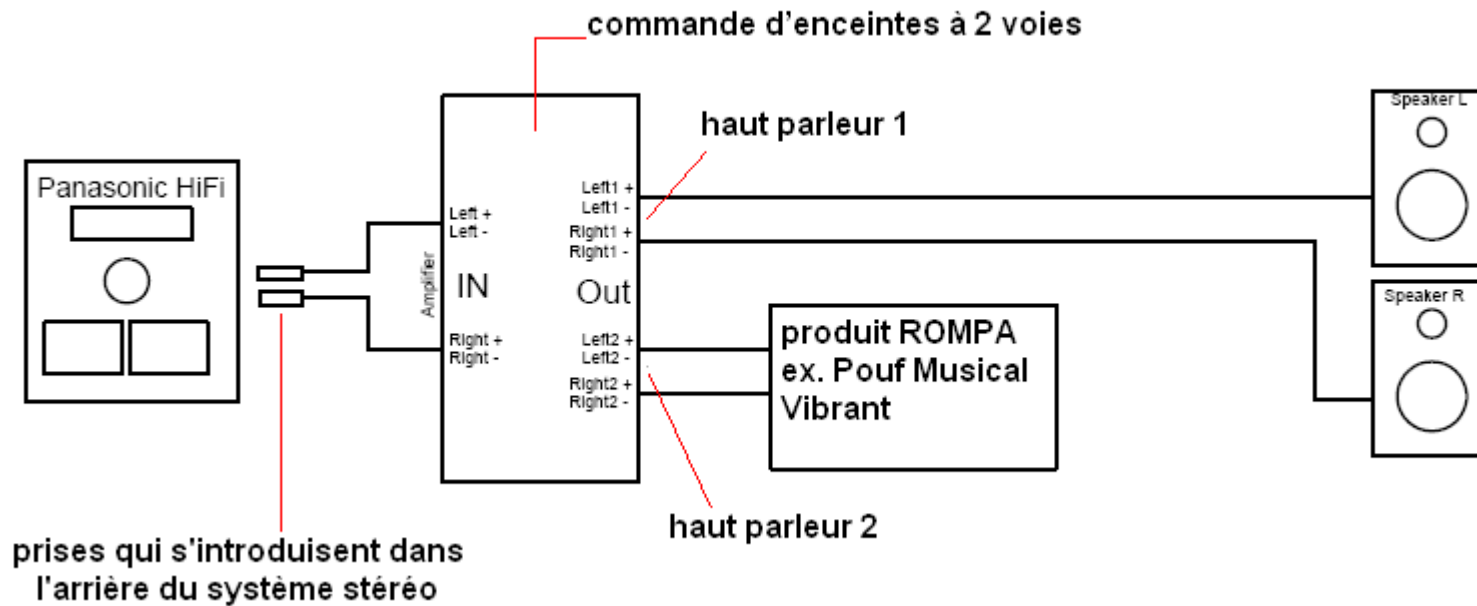 commande d'enceintes à 2 voies
Speaker L
haut parleur 1
Panasonic HiFi
Left1 +
Left1 -
Left +
Left -
Right1 +
Right1 -
Amplifier
IN
Out
Speaker R
Right +
Right -
Left2 +
Left2 -
Right2 +
Right2 -
produit ROMPA
ex. Pouf Musical
Vibrant
haut parleur 2
prises qui s'introduisent dans
l'arrière du système stéréo